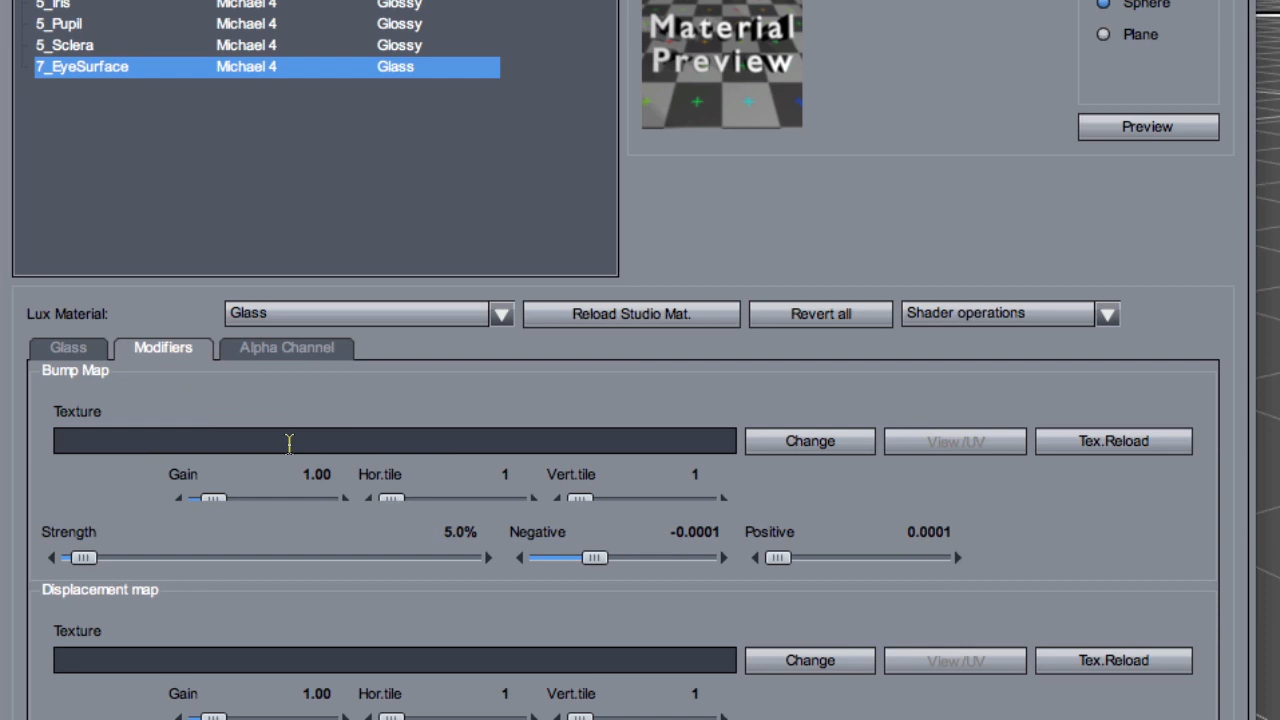 5_Iris Michael 4 Glossy
5_Pupil Michael 4 Glossy
5_Sclera Michael 4 Glossy
7_EyeSurface Michael 4 Glass
Material
Preview
Sphere
Plane
Preview
Lux Material: Glass Reload Studio Mat. Revert all Shader operations
Glass Modifiers Alpha Channel
Bump Map
Texture
Change View /UV Tex.Reload
Gain 1.00 Hor.tile 1 Vert.tile 1
Strength 5.0% Negative -0.0001 Positive 0.0001
Displacement map
Texture
Change View /UV Tex.Reload
Gain 1.00 Hor.tile 1 Vert.tile 1